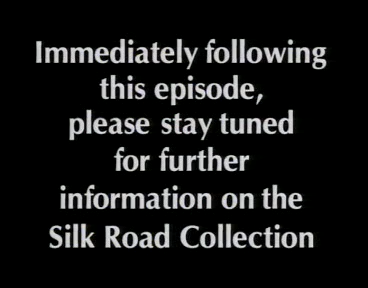 Immediately following
this episode,
please stay tuned
for further
information on the
Silk Road Collection